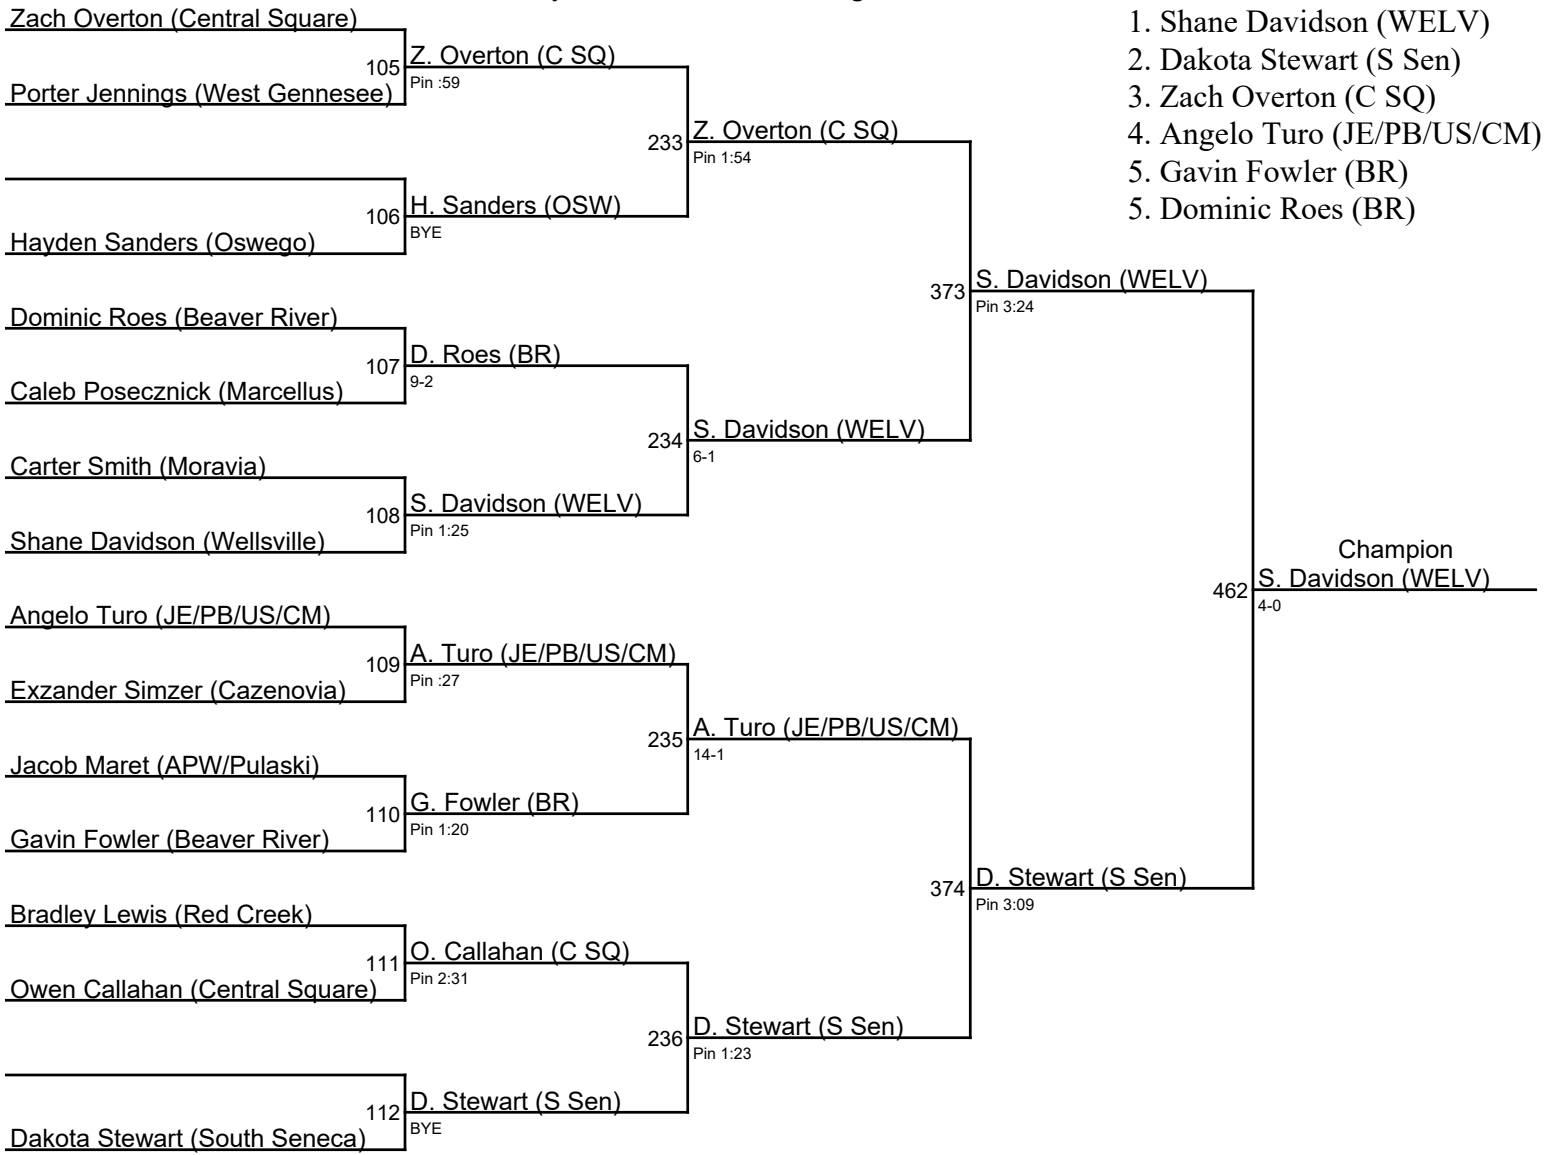 Zach Overton (Central Square)
105
Z. Overton (C SQ)
Pin :59
Porter Jennings (West Gennesee)
233
Z. Overton (C SQ)
Pin 1:54
106
H. Sanders (OSW)
BYE
Hayden Sanders (Oswego)
373
S. Davidson (WELV)
Pin 3:24
Dominic Roes (Beaver River)
107
D. Roes (BR)
9-2
Caleb Posecznick (Marcellus)
234
S. Davidson (WELV)
6-1
Carter Smith (Moravia)
108
S. Davidson (WELV)
Pin 1:25
Shane Davidson (Wellsville)
462
Champion
S. Davidson (WELV)
4-0
Angelo Turo (JE/PB/US/CM)
109
A. Turo (JE/PB/US/CM)
Pin :27
Exzander Simzer (Cazenovia)
235
A. Turo (JE/PB/US/CM)
14-1
Jacob Maret (APW/Pulaski)
110
G. Fowler (BR)
Pin 1:20
Gavin Fowler (Beaver River)
374
D. Stewart (S Sen)
Pin 3:09
Bradley Lewis (Red Creek)
111
O. Callahan (C SQ)
Pin 2:31
Owen Callahan (Central Square)
236
D. Stewart (S Sen)
Pin 1:23
112
D. Stewart (S Sen)
BYE
Dakota Stewart (South Seneca)
1. Shane Davidson (WELV)
2. Dakota Stewart (S Sen)
3. Zach Overton (C SQ)
4. Angelo Turo (JE/PB/US/CM)
5. Gavin Fowler (BR)
5. Dominic Roes (BR)